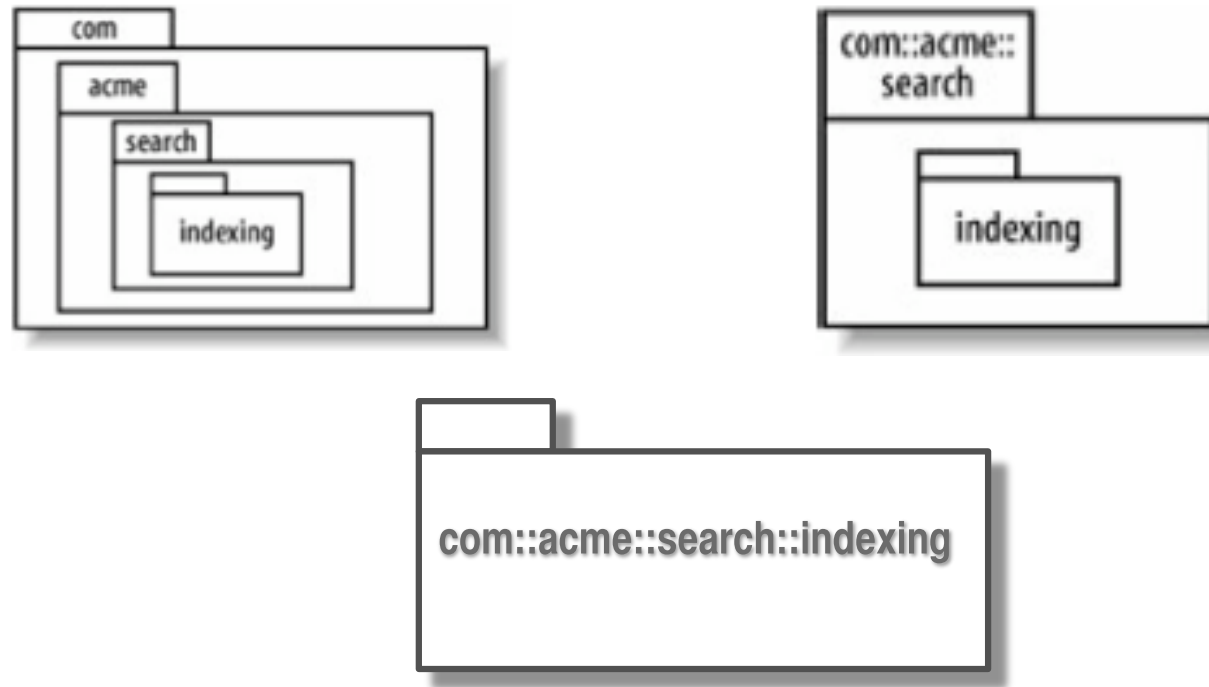 com
acme
search
indexing
com::acme::
search
indexing
com::acme::search::indexing